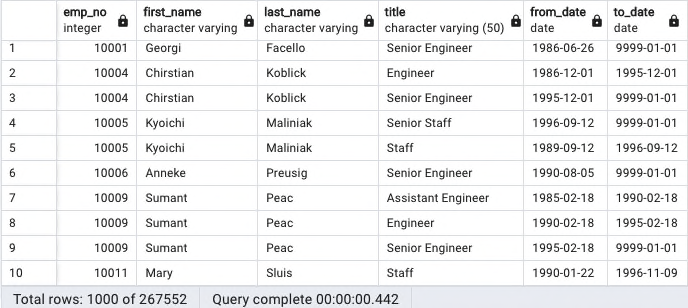 emp_no first_name last_name title from_date to_date
integer character varying character varying character varying (50) date date
1 10001 Georgi Facello Senior Engineer 1986-06-26 9999-01-01
2 10004 Chirstian Koblick Engineer 1986-12-01 1995-12-01
3 10004 Chirstian Koblick Senior Engineer 1995-12-01 9999-01-01
4 10005 Kyoichi Maliniak Senior Staff 1996-09-12 9999-01-01
5 10005 Kyoichi Maliniak Staff 1989-09-12 1996-09-12
6 10006 Anneke Preusig Senior Engineer 1990-08-05 9999-01-01
7 10009 Sumant Peac Assistant Engineer 1985-02-18 1990-02-18
8 10009 Sumant Peac Engineer 1990-02-18 1995-02-18
9 10009 Sumant Peac Senior Engineer 1995-02-18 9999-01-01
10 10011 Mary Sluis Staff 1990-01-22 1996-11-09
Total rows: 1000 of 267552 Query complete 00:00:00.442